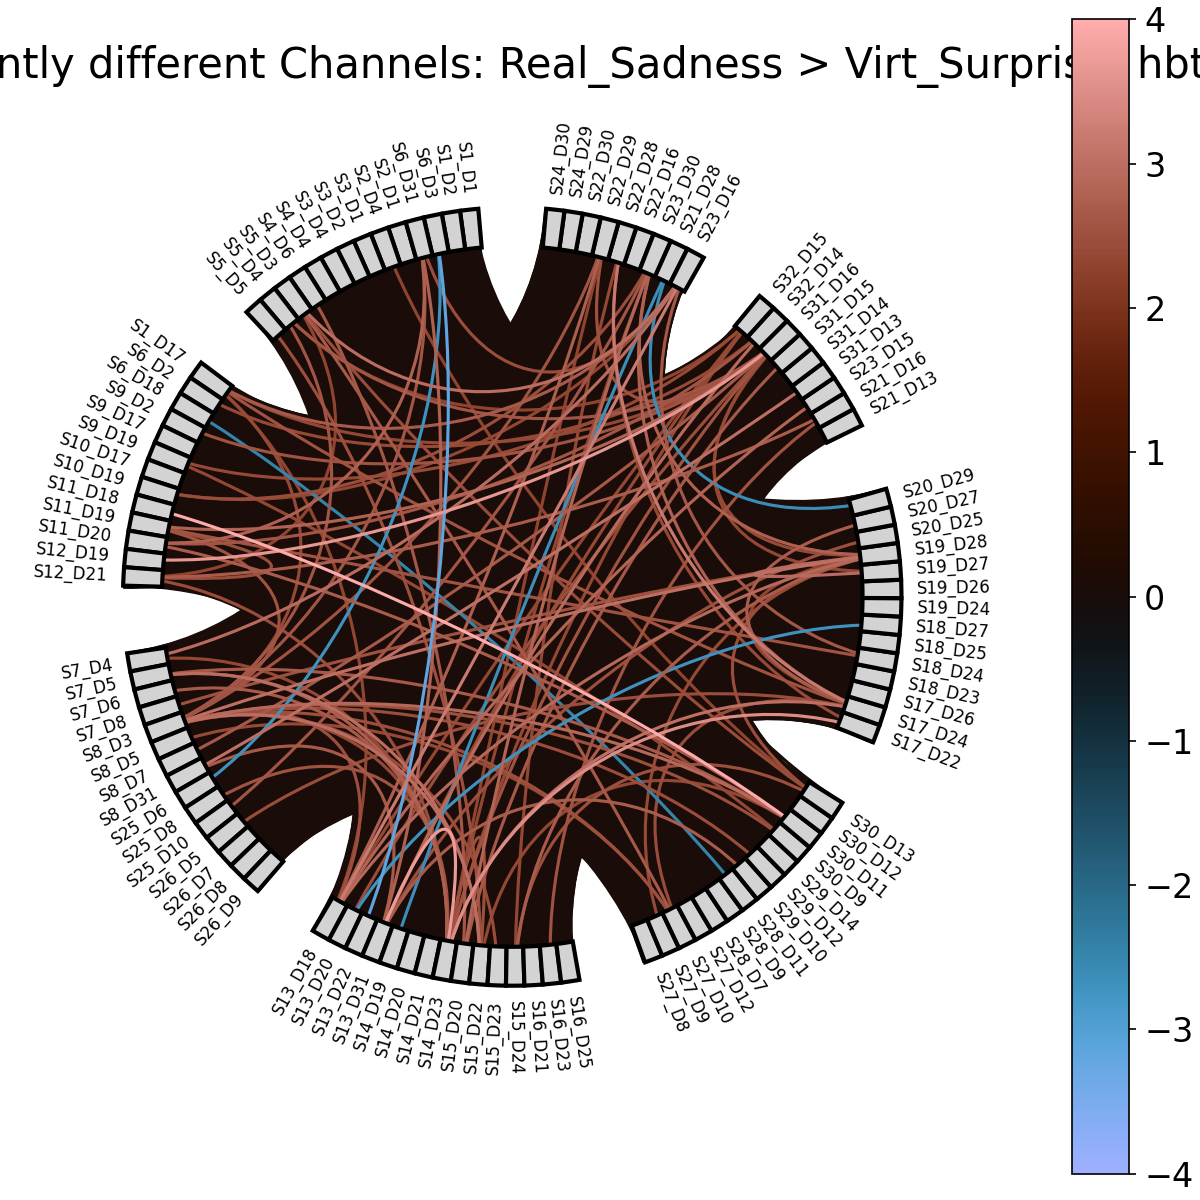 ntly different Channels: Real_Sadness > Virt_Surpris hbt
S24_D30
S24_D29
S22_D30
S22_D29
S22_D28
S22_D16
S23_D30
S21_D28
S23_D16
S32_D15
S32_D14
S31_D16
S31_D15
S31_D14
S31_D13
S23_D15
S21_D16
S21_D13
S20_D29
S20_D27
S20_D25
S19_D28
S19_D27
S19_D26
S19_D24
S18_D27
S18_D25
S18_D24
S18_D23
S17_D26
S17_D24
S17_D22
S30_D13
S30_D12
S30_D11
S30_D9
S29_D14
S29_D12
S29_D10
S28_D11
S28_D9
S28_D7
S27_D12
S27_D10
S27_D9
S27_D8
S16_D25
S16_D23
S16_D21
S15_D24
S15_D23
S15_D22
S15_D20
S14_D23
S14_D21
S14_D20
S14_D19
S13_D31
S13_D22
S13_D20
S13_D18
S26_D9
S26_D8
S26_D7
S26_D5
S25_D10
S25_D8
S25_D6
S8_D31
S8_D7
S8_D5
S8_D3
S7_D8
S7_D6
S7_D5
S7_D4
S12_D21
S12_D19
S11_D20
S11_D19
S11_D18
S10_D19
S10_D17
S9_D19
S9_D17
S9_D2
S6_D18
S6_D2
S1_D17
S5_D5
S5_D4
S5_D3
S4_D6
S4_D4
S3_D4
S3_D2
S3_D1
S2_D4
S2_D1
S6_D31
S6_D3
S1_D2
S1_D1
4
3
2
1
0
−1
−2
−3
−4